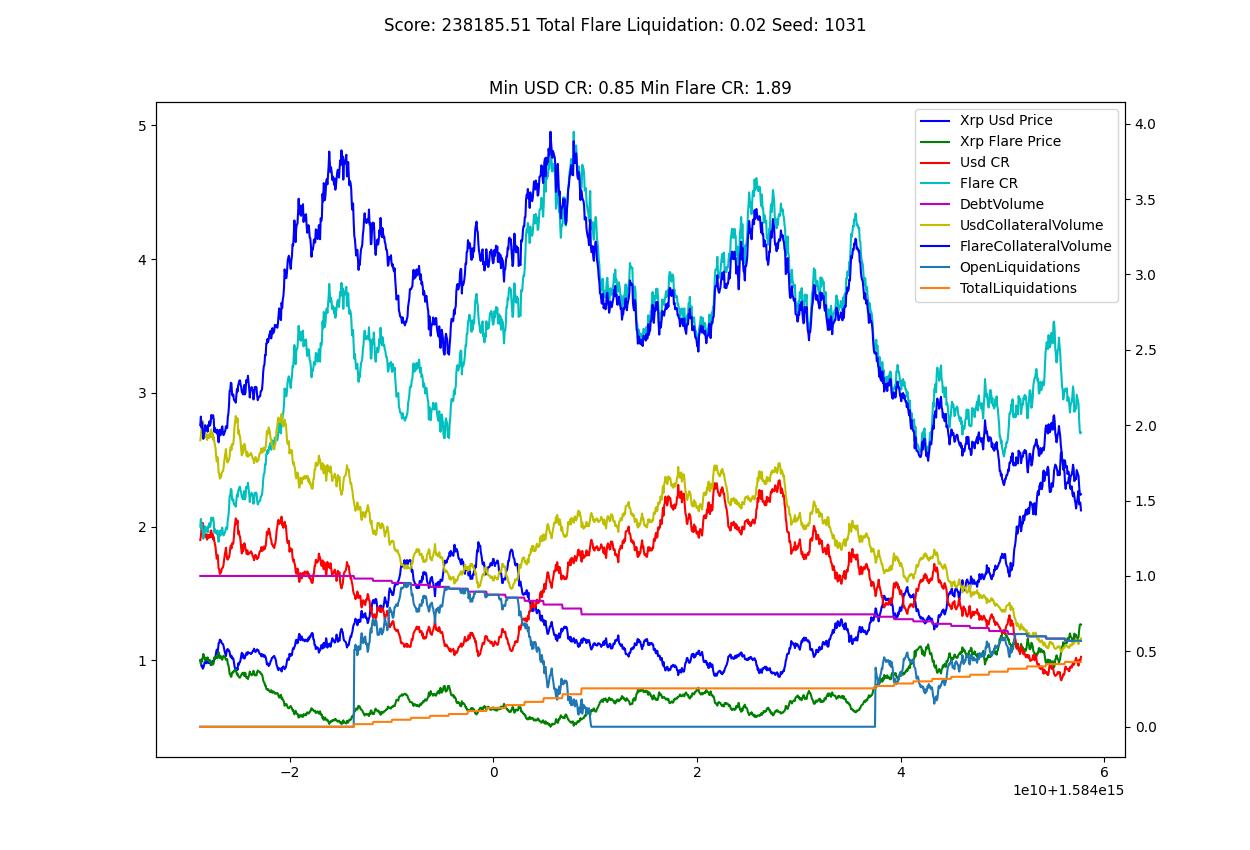 Score: 238185.51 Total Flare Liquidation: 0.02 Seed: 1031
Min USD CR: 0.85 Min Flare CR: 1.89
5
4
3
2
1
4.0
3.5
3.0
2.5
2.0
1.5
1.0
0.5
0.0
Xrp Usd Price
Xrp Flare Price
Usd CR
Flare CR
DebtVolume
UsdCollateralVolume
FlareCollateralVolume
OpenLiquidations
TotalLiquidations
−2 0 2 4 6
1e10+1.584e15